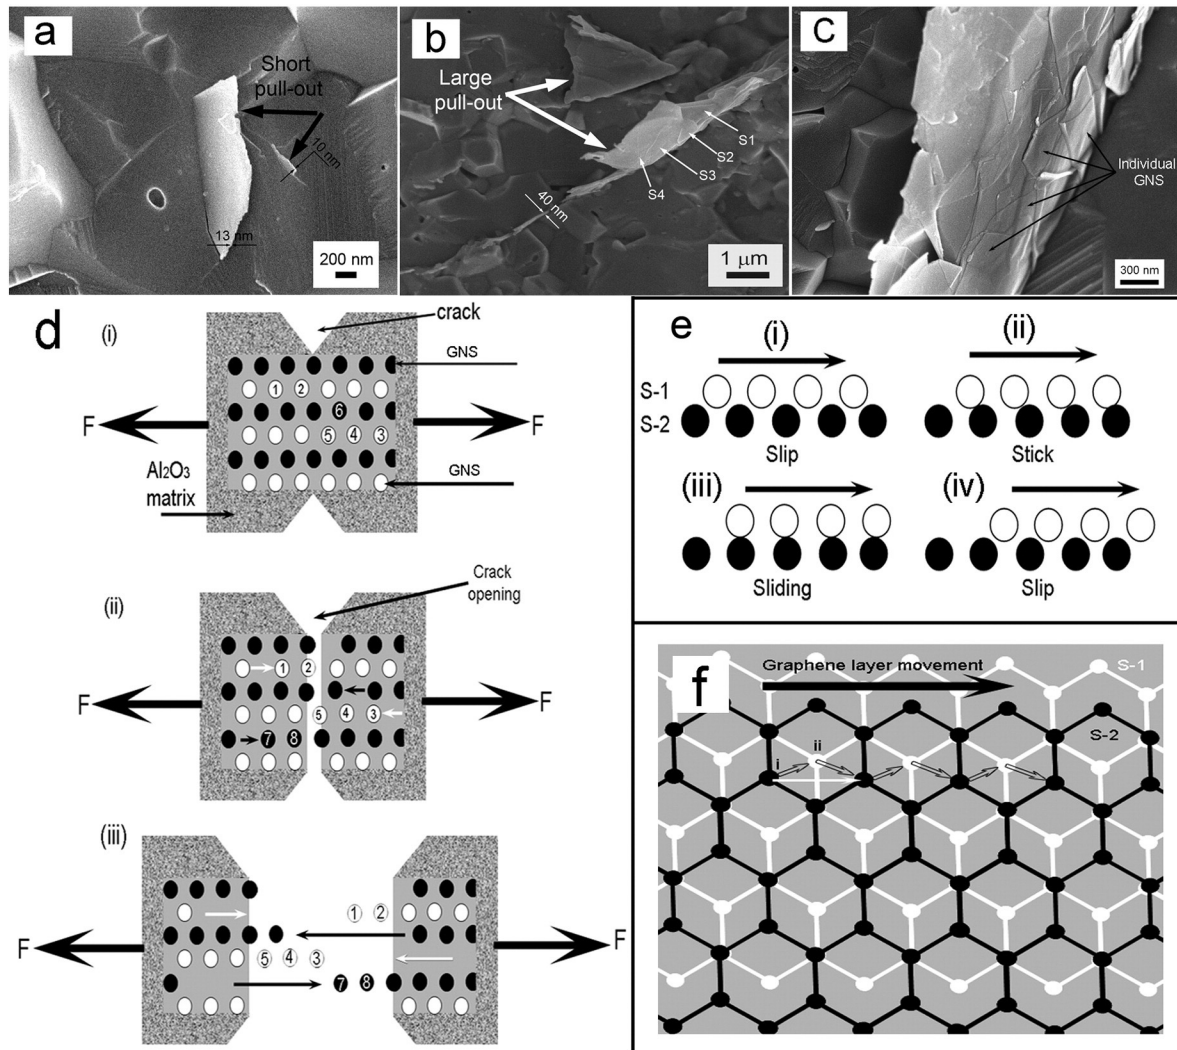 a
Short
pull-out
10 nm
13 nm
200 nm
b
Large
pull-out
S1
S2
S3
S4
40 nm
1 µm
C
Individual
GNS
300 nm
d
(i)
crack
GNS
1 2
6
F
F
5 4 3
Al2O3
matrix
GNS
(ii)
Crack
opening
1 2
F
F
5 4 3
7 8
(iii)
1 2
F
F
5 4 3
7 8
e
(i)
(ii)
S-1
S-2
Slip
Stick
(iii)
(iv)
Sliding
Slip
f
Graphene layer movement
S-1
S-2
i
ii